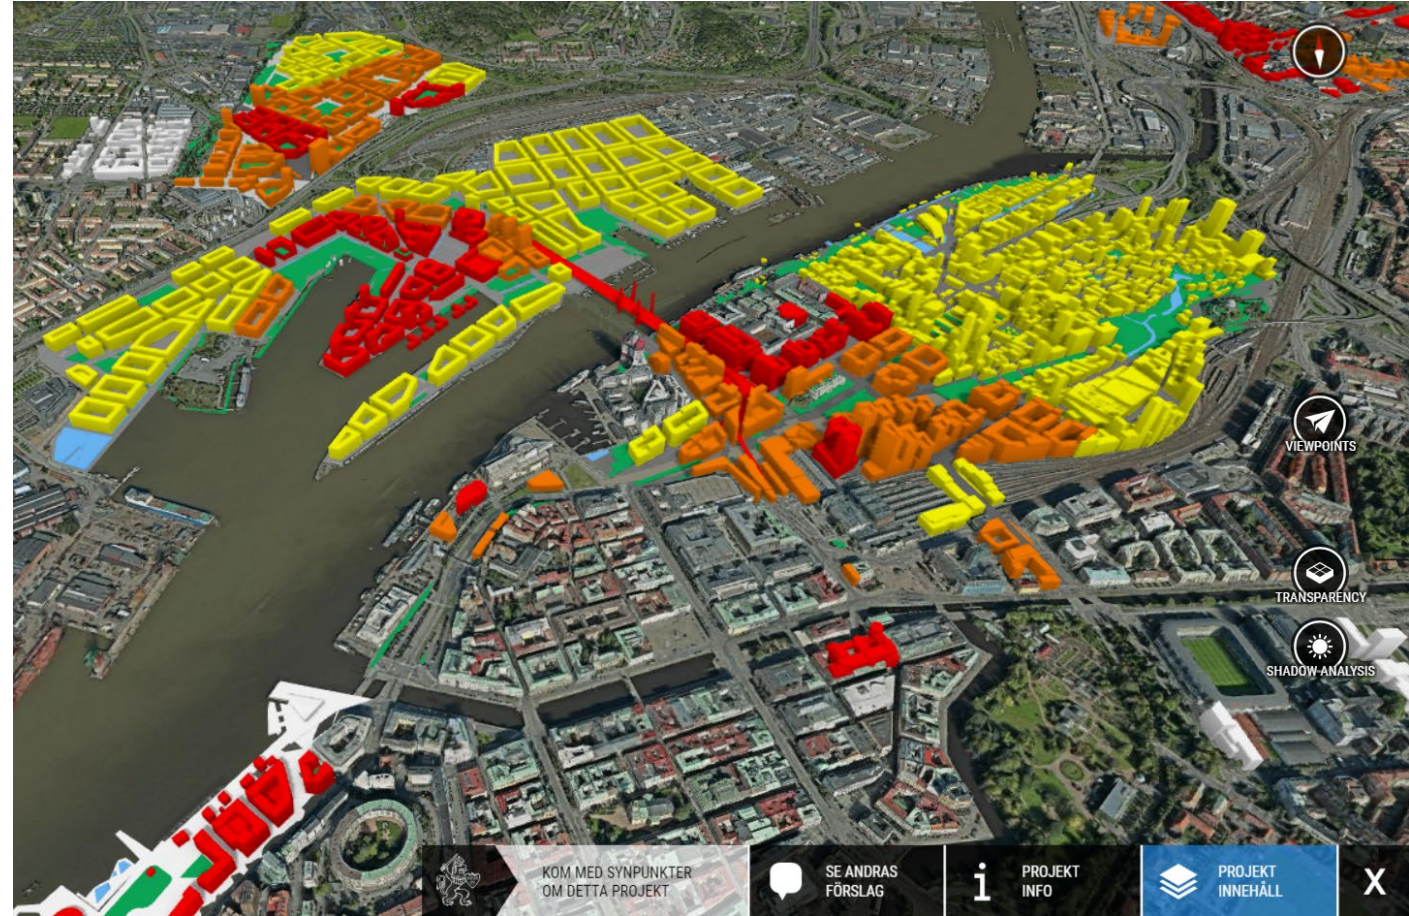 VIEWPOINTS
TRANSPARENCY
SHADOW-ANALYSIS
KOM MED SYNPUNKTER
OM DETTA PROJEKT
SE ANDRAS
FÖRSLAG
i
PROJEKT
INFO
PROJEKT
INNEHÅLL
X